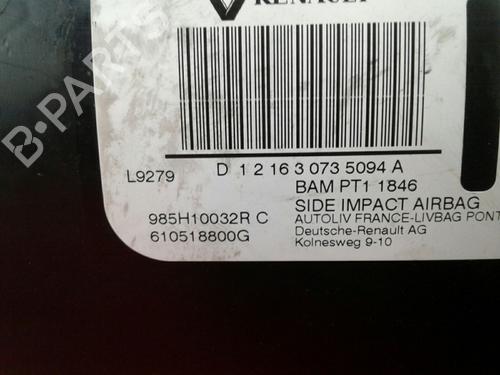 RENAULT
L9279
D 1 2 16 3 073 5094 A
BAM PT1 1846
SIDE IMPACT AIRBAG
985H10032R C
AUTOLIV FRANCE-LIVBAG PONT
610518800G
Deutsche-Renault AG
Kolnesweg 9-10
B-PARTS